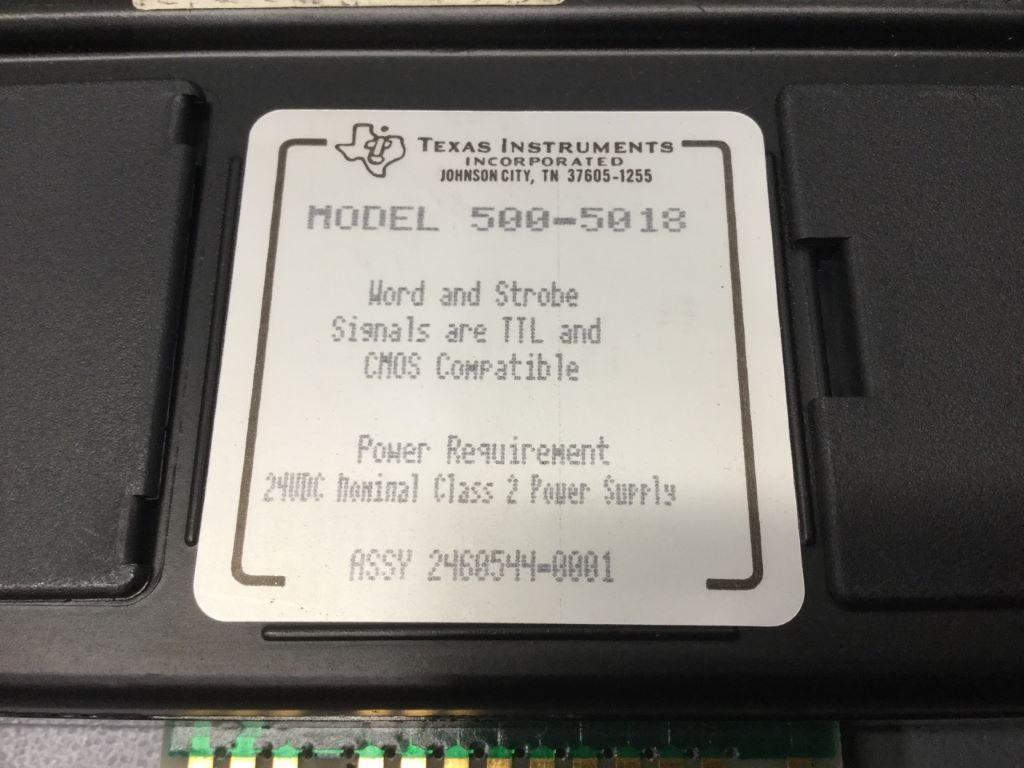 TEXAS INSTRUMENTS
INCORPORATED
JOHNSON CITY, TN 37605-1255
MODEL 500-5018
Word and Strobe
Signals are TTL and
CMOS Compatible
Power Requirement
24VDC Nominal Class 2 Power Supply
ASSY 2460544-0001